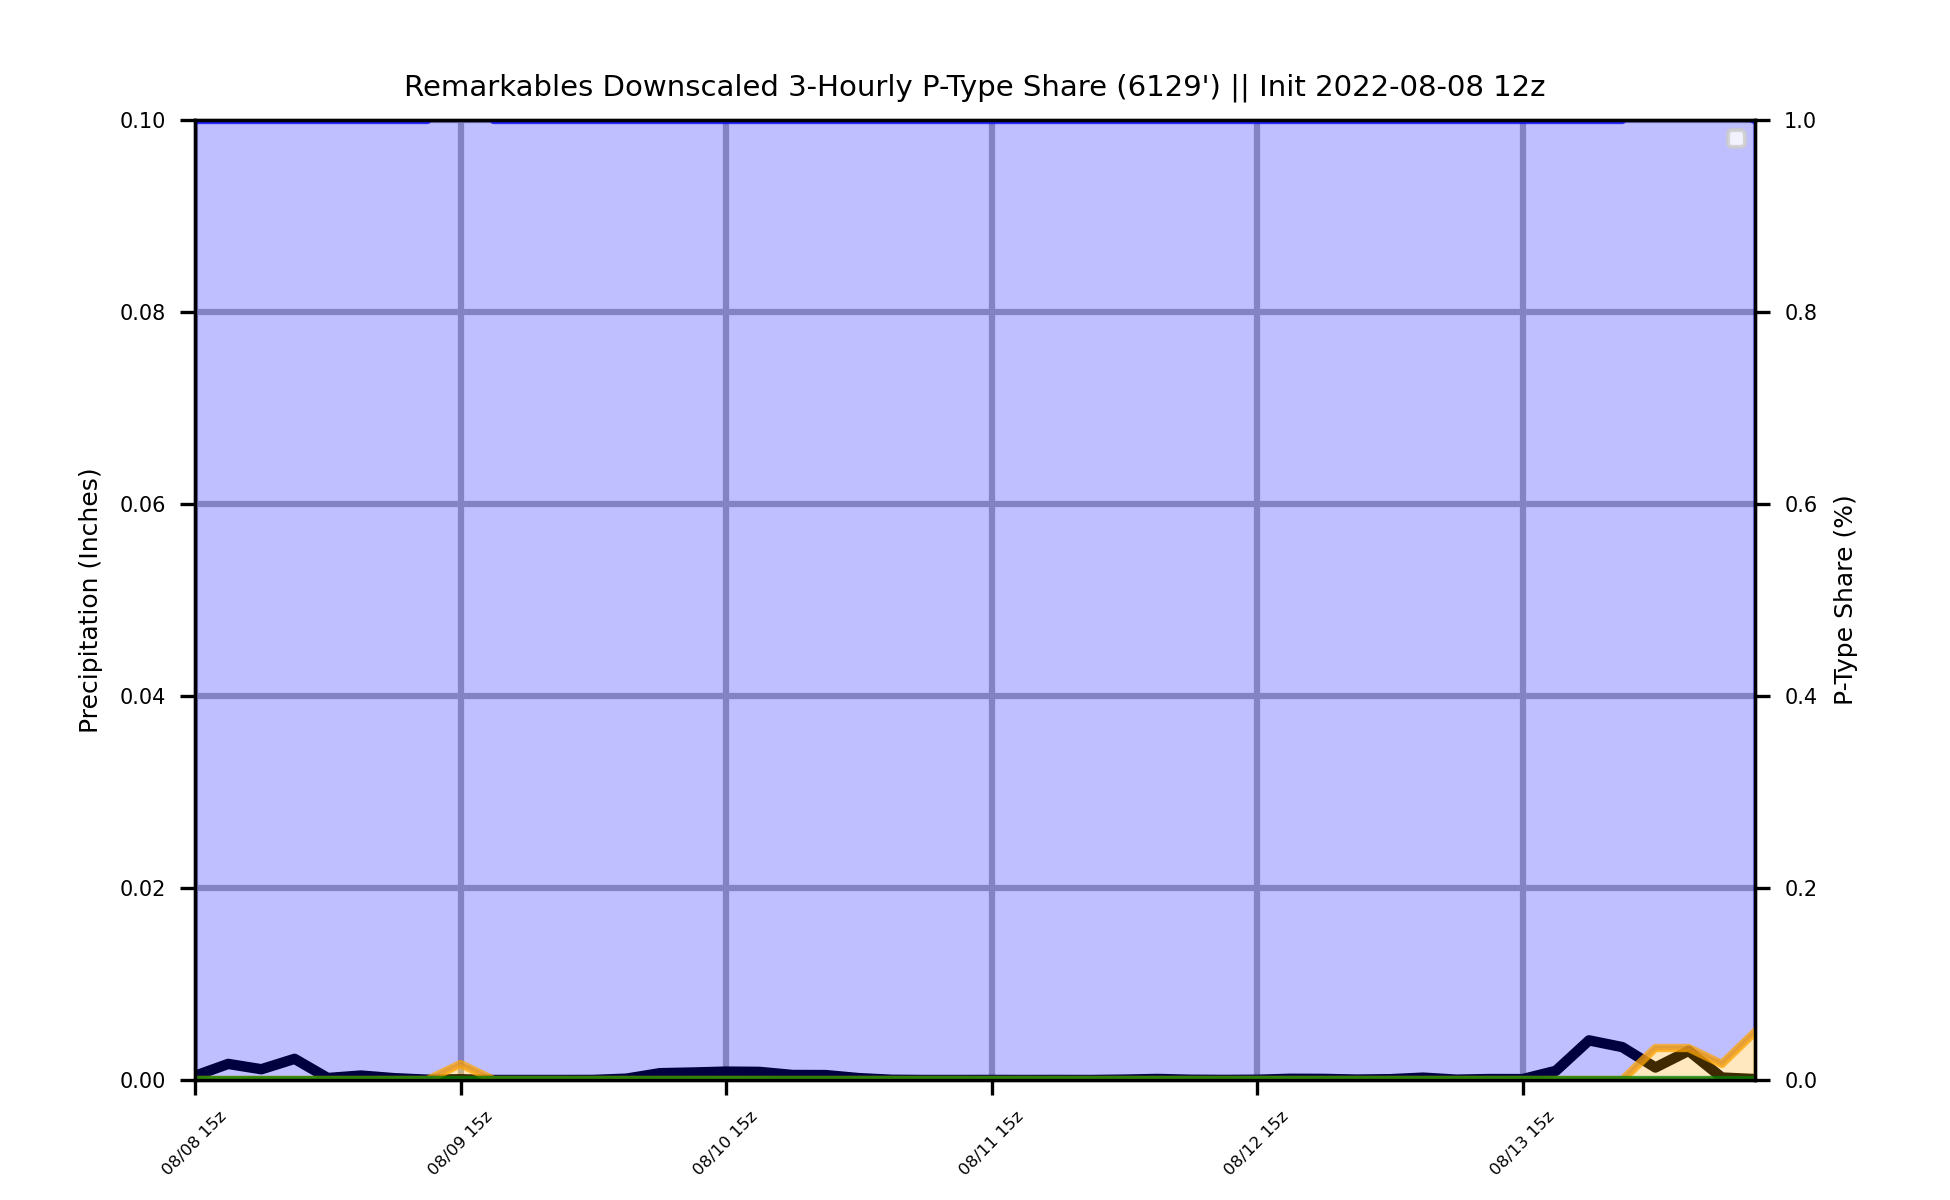 Remarkables Downscaled 3-Hourly P-Type Share (6129') || Init 2022-08-08 12z
0.10
0.08
0.06
0.04
0.02
0.00
Precipitation (Inches)
1.0
0.8
0.6
0.4
0.2
0.0
P-Type Share (%)
08/08 15z
08/09 15z
08/10 15z
08/11 15z
08/12 15z
08/13 15z